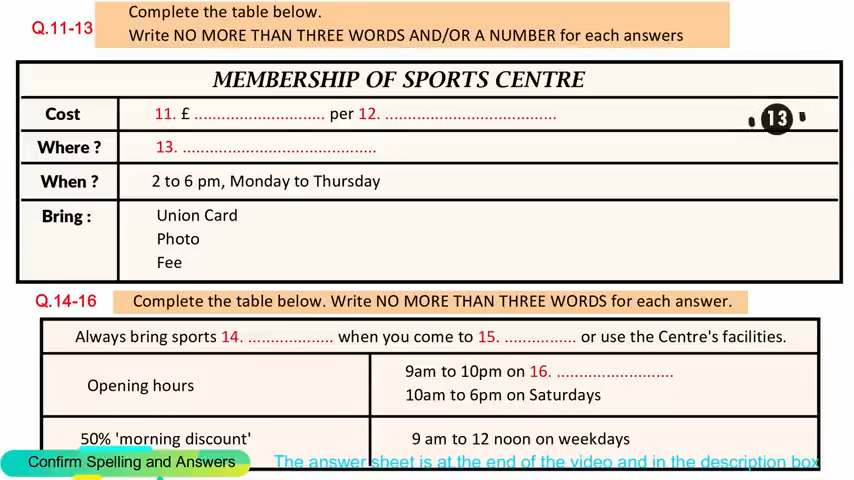 Q.11-13
Complete the table below.
Write NO MORE THAN THREE WORDS AND/OR A NUMBER for each answers
MEMBERSHIP OF SPORTS CENTRE
Cost 11. £ ............................ per 12. .....................................
13
Where ? 13. .........................................
When ? 2 to 6 pm, Monday to Thursday
Bring : Union Card
Photo
Fee
Q.14-16 Complete the table below. Write NO MORE THAN THREE WORDS for each answer.
Always bring sports 14. .................. when you come to 15. ............... or use the Centre's facilities.
Opening hours
9am to 10pm on 16. .........................
10am to 6pm on Saturdays
50% 'morning discount' 9 am to 12 noon on weekdays
Confirm Spelling and Answers
The answer sheet is at the end of the video and in the description box